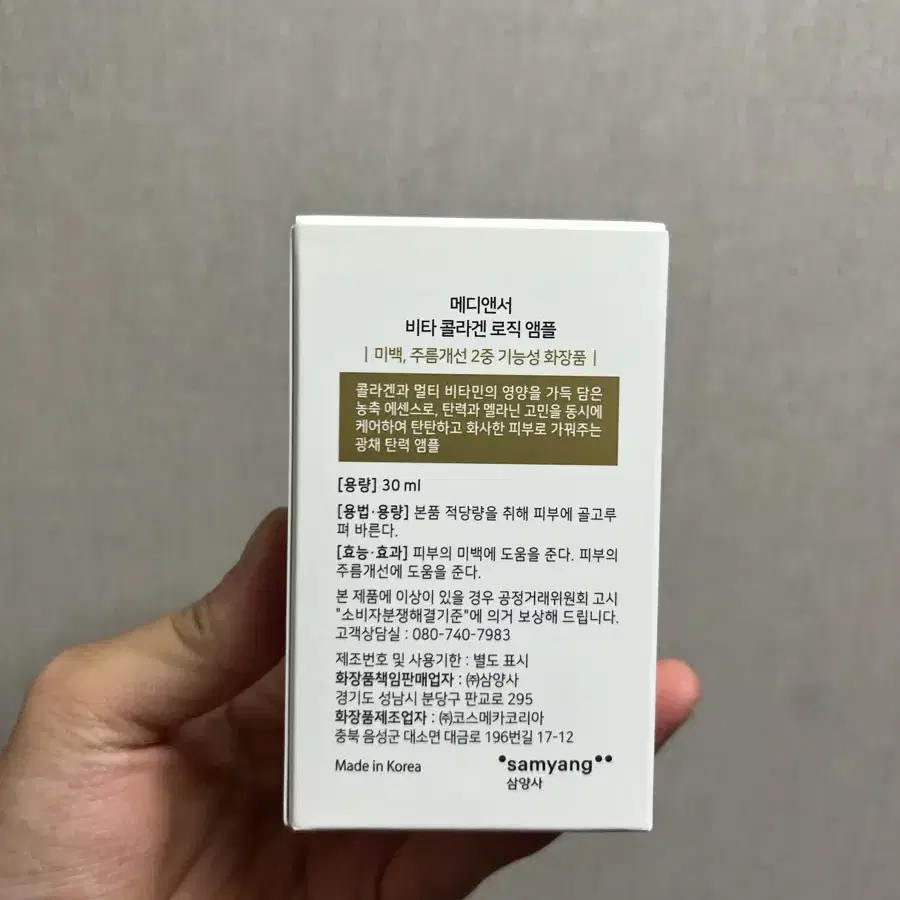 메디앤서
비타 콜라겐 로직 앰플
| 미백, 주름개선 2중 기능성 화장품 |
콜라겐과 멀티 비타민의 영양을 가득 담은
농축 에센스로, 탄력과 멜라닌 고민을 동시에
케어하여 탄탄하고 화사한 피부로 가꿔주는
광채 탄력 앰플
[용량] 30 ml
[용법·용량] 본품 적당량을 취해 피부에 골고루
펴 바른다.
[효능·효과] 피부의 미백에 도움을 준다. 피부의
주름개선에 도움을 준다.
본 제품에 이상이 있을 경우 공정거래위원회 고시
"소비자분쟁해결기준"에 의거 보상해 드립니다.
고객상담실 : 080-740-7983
제조번호 및 사용기한 : 별도 표시
화장품책임판매업자 : ㈜삼양사
경기도 성남시 분당구 판교로 295
화장품제조업자 : ㈜코스메카코리아
충북 음성군 대소면 대금로 196번길 17-12
Made in Korea
samyang
삼양사